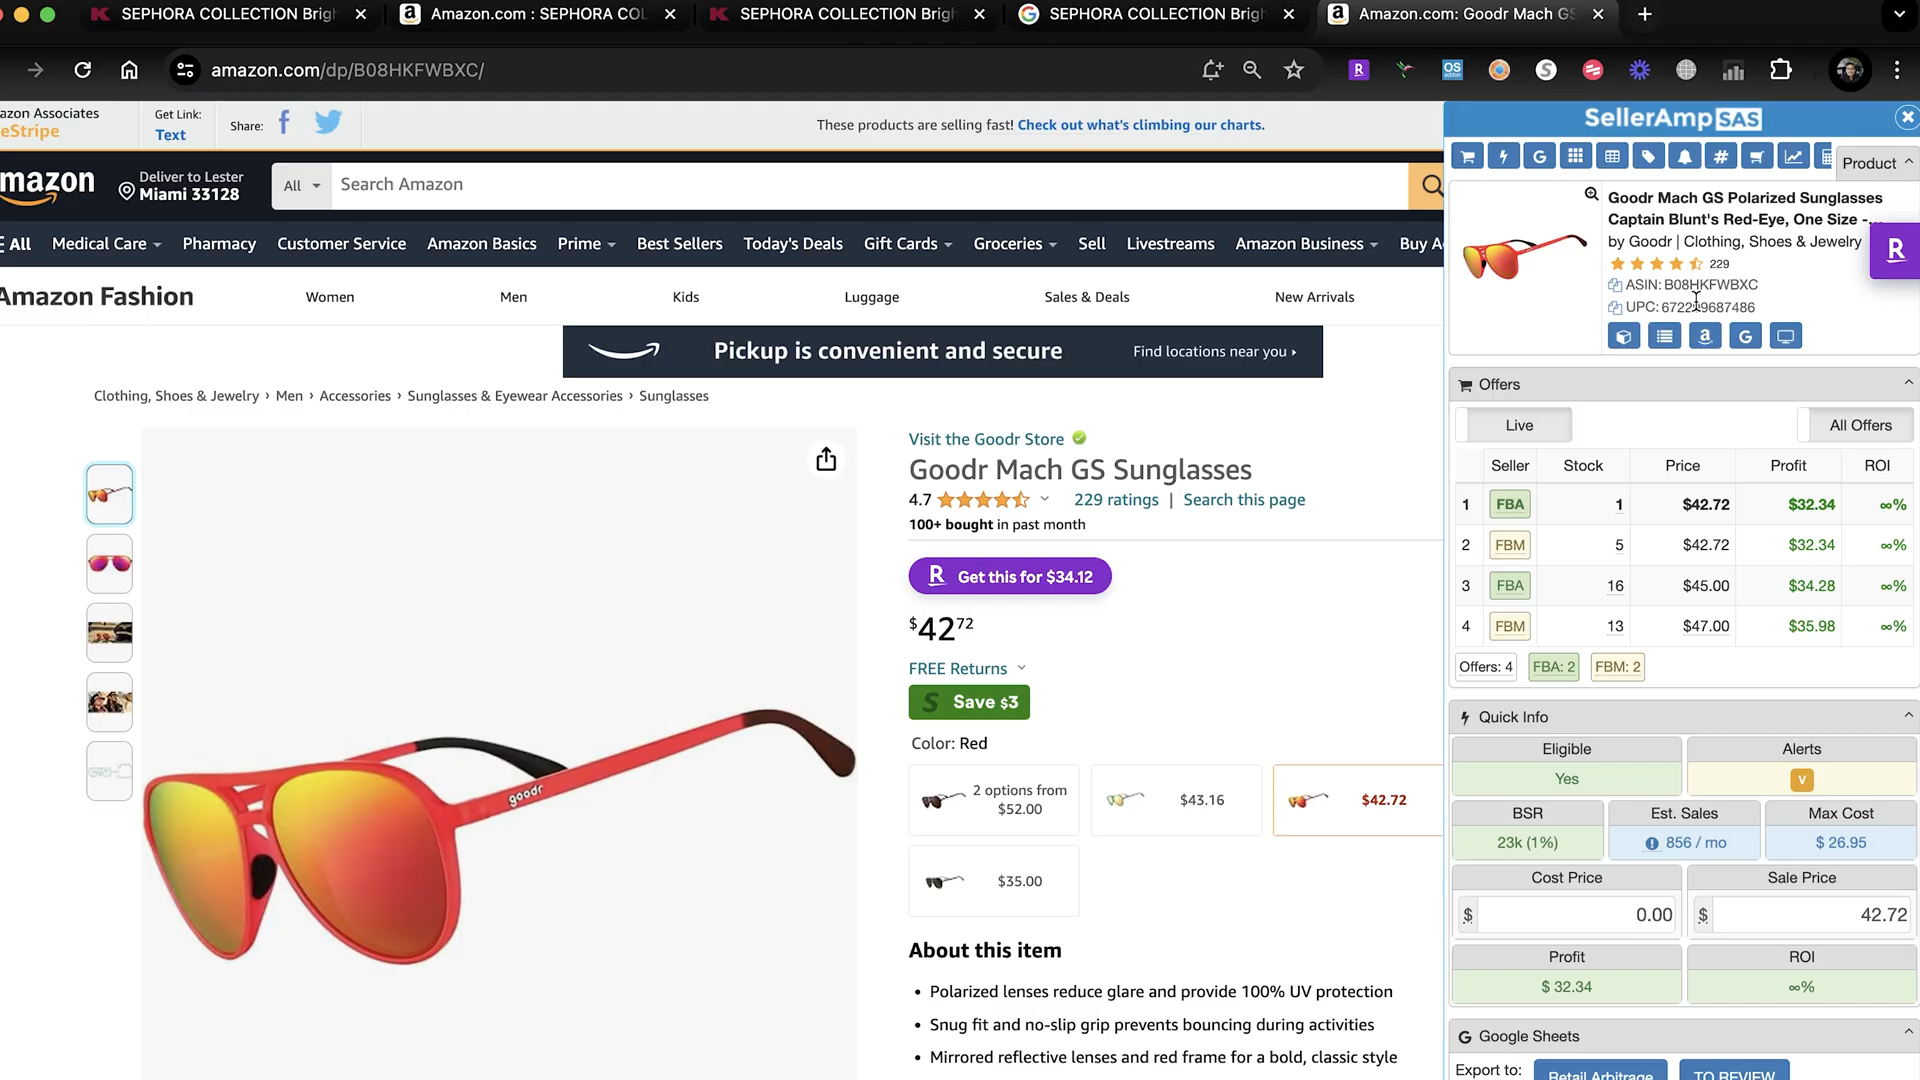 SEPHORA COLLECTION Brigh
Amazon.com : SEPHORA COL
SEPHORA COLLECTION Brigh
SEPHORA COLLECTION Brigh
Amazon.com: Goodr Mach GS
amazon.com/dp/B08HKFWBXC/
azon Associates
eStripe
Get Link:
Text
Share:
These products are selling fast! Check out what's climbing our charts.
mazon
Deliver to Lester
Miami 33128
All
Search Amazon
All
Medical Care
Pharmacy
Customer Service
Amazon Basics
Prime
Best Sellers
Today's Deals
Gift Cards
Groceries
Sell
Livestreams
Amazon Business
Buy A
Amazon Fashion
Women
Men
Kids
Luggage
Sales & Deals
New Arrivals
Pickup is convenient and secure
Find locations near you ▸
Clothing, Shoes & Jewelry › Men › Accessories › Sunglasses & Eyewear Accessories › Sunglasses
goodr
Visit the Goodr Store
Goodr Mach GS Sunglasses
4.7 229 ratings | Search this page
100+ bought in past month
R Get this for $34.12
$42 72
FREE Returns
S Save $3
Color: Red
2 options from
$52.00
$43.16
$42.72
$35.00
About this item
• Polarized lenses reduce glare and provide 100% UV protection
• Snug fit and no-slip grip prevents bouncing during activities
• Mirrored reflective lenses and red frame for a bold, classic style
SellerAmp SAS
Product
Goodr Mach GS Polarized Sunglasses
Captain Blunt's Red-Eye, One Size -...
by Goodr | Clothing, Shoes & Jewelry
229
ASIN: B08HKFWBXC
UPC:
R
Offers
Live
All Offers
Seller Stock Price Profit ROI
1 FBA 1 $42.72 $32.34 ∞%
2 FBM 5 $42.72 $32.34 ∞%
3 FBA 16 $45.00 $34.28 ∞%
4 FBM 13 $47.00 $35.98 ∞%
Offers: 4 FBA: 2 FBM: 2
Quick Info
Eligible Alerts
Yes V
BSR Est. Sales Max Cost
23k (1%) 856 / mo $ 26.95
Cost Price Sale Price
$ 0.00 $ 42.72
Profit ROI
$ 32.34 ∞%
Google Sheets
Export to:
Retail Arbitrage
TO REVIEW